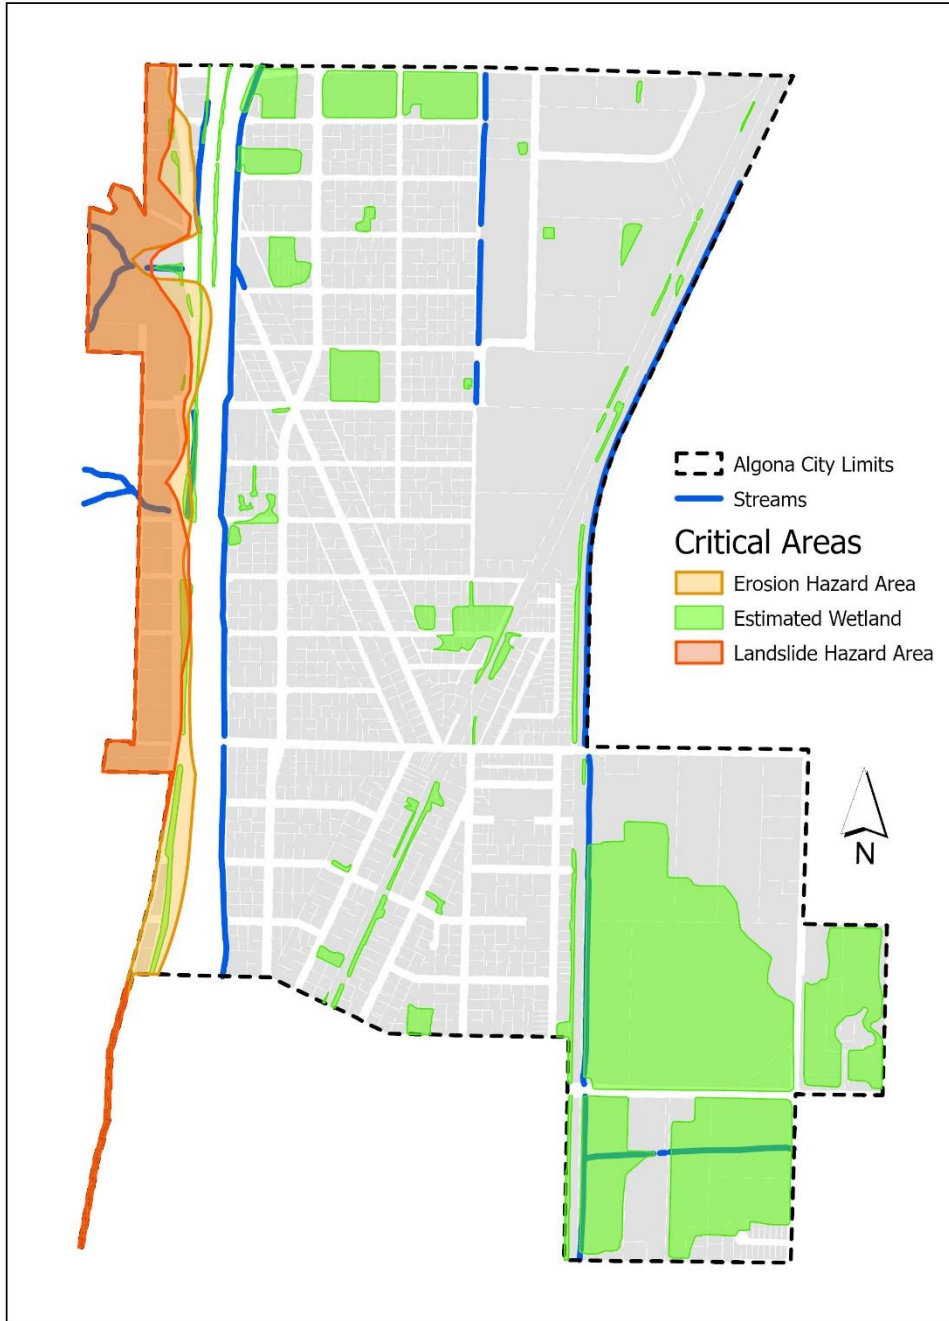 Algona City Limits
Streams
Critical Areas
Erosion Hazard Area
Estimated Wetland
Landslide Hazard Area
N